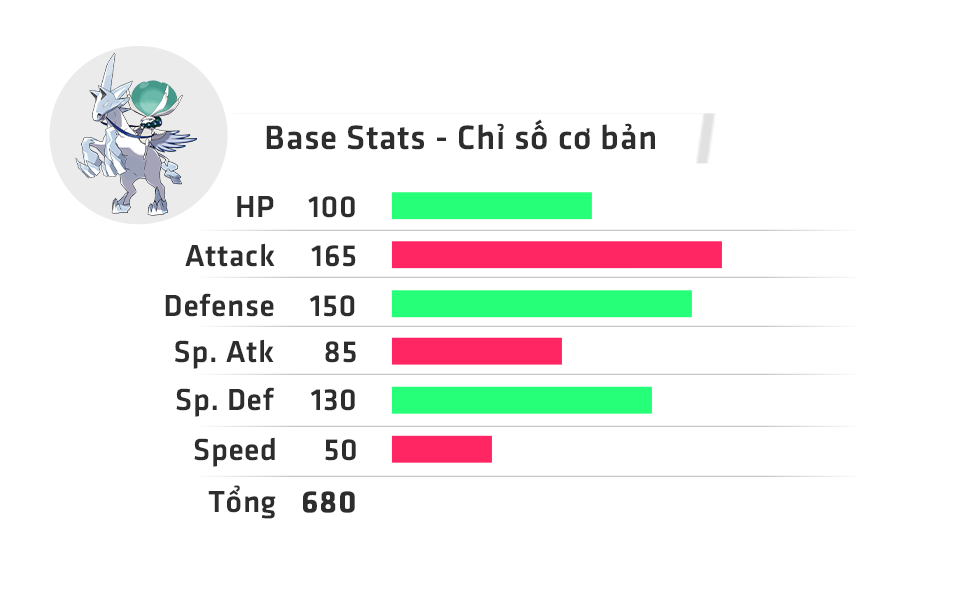 Base Stats - Chỉ số cơ bản
HP 100
Attack 165
Defense 150
Sp. Atk 85
Sp. Def 130
Speed 50
Tổng 680